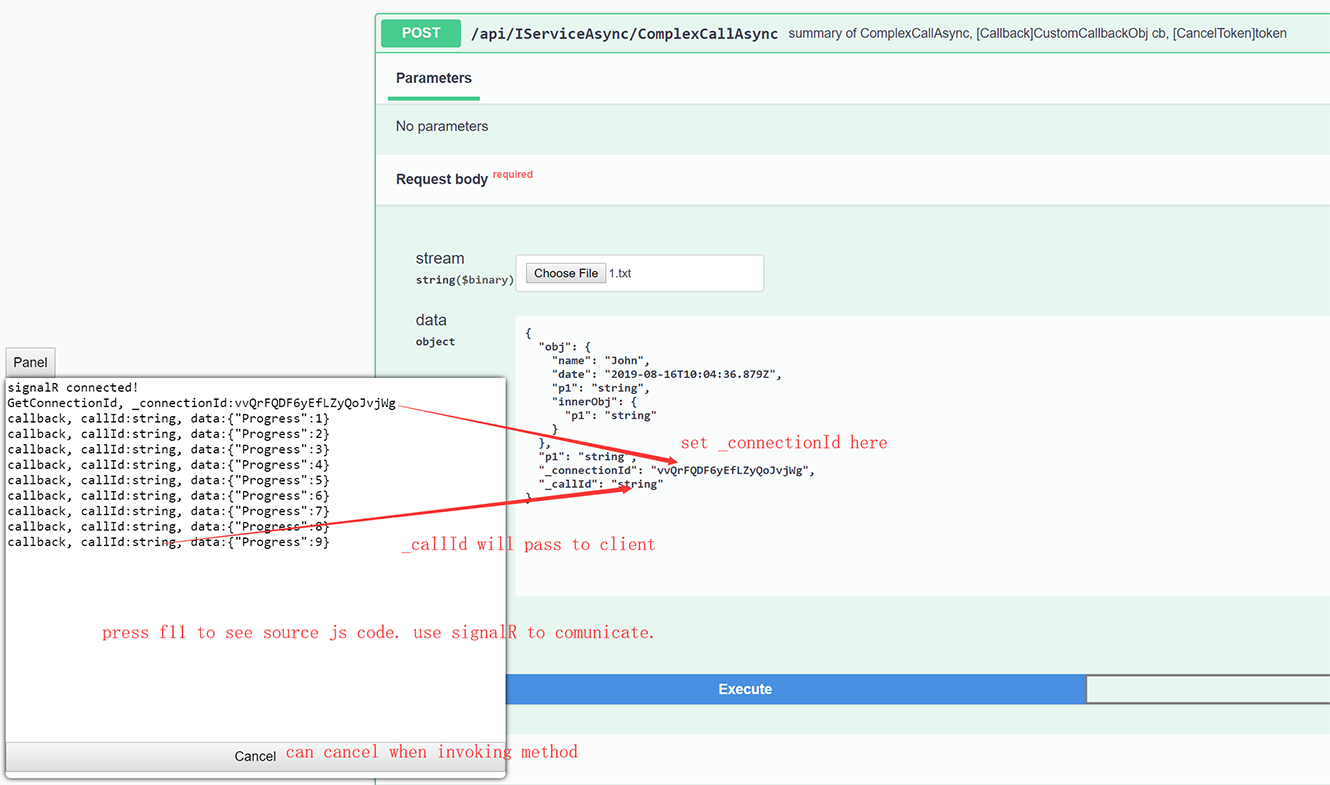 POST /api/IServiceAsync/ComplexCallAsync summary of ComplexCallAsync, [Callback]CustomCallbackObj cb, [CancelToken]token
Parameters
No parameters
Request body required
stream
string($binary)
Choose File 1.txt
data
object
{
"obj": {
"name": "John",
"date": "2019-08-16T10:04:36.879Z",
"p1": "string",
"innerObj": {
"p1": "string"
}
},
"p1": "string",
"_connectionId": "vvQrFQDF6yEfLZyQoJvjWg",
"_callId": "string"
}
set _connectionId here
Panel
signalR connected!
GetConnectionId, _connectionId:vvQrFQDF6yEfLZyQoJvjWg
callback, callId:string, data:{"Progress":1}
callback, callId:string, data:{"Progress":2}
callback, callId:string, data:{"Progress":3}
callback, callId:string, data:{"Progress":4}
callback, callId:string, data:{"Progress":5}
callback, callId:string, data:{"Progress":6}
callback, callId:string, data:{"Progress":7}
callback, callId:string, data:{"Progress":8}
callback, callId:string, data:{"Progress":9}
_callId will pass to client
press f11 to see source js code. use signalR to comunicate.
Execute
Cancel can cancel when invoking method